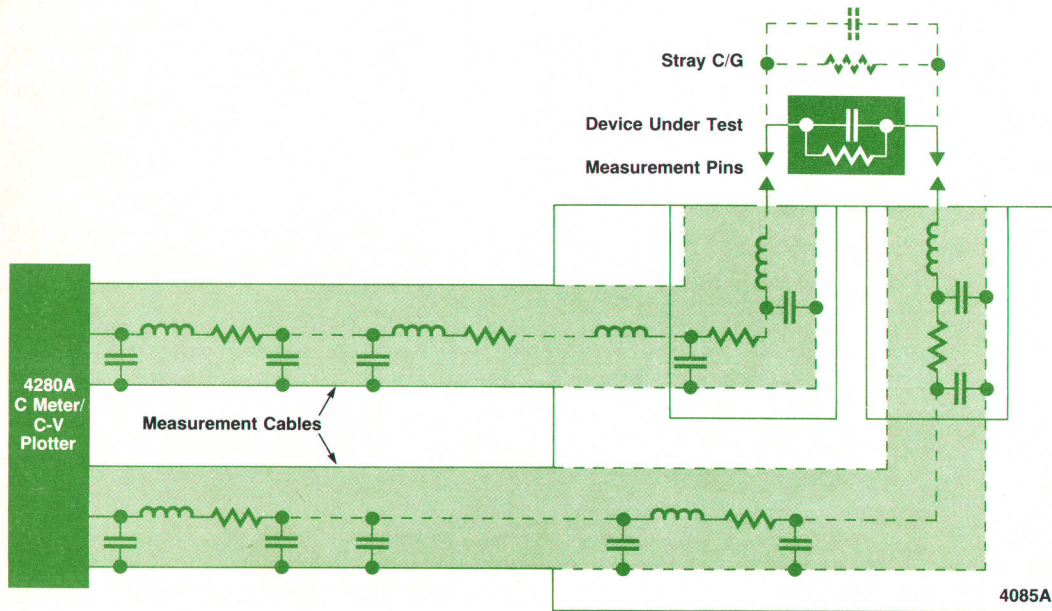 Stray C/G
Device Under Test
Measurement Pins
4280A
C Meter/
C-V
Plotter
Measurement Cables
4085A